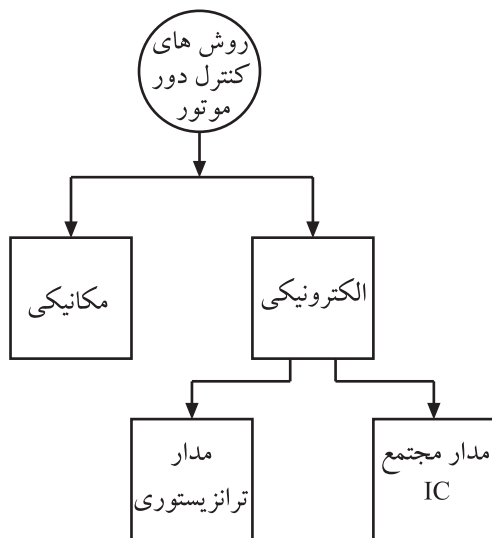 روش های
کنترل دور
موتور
الکترونیکی
مکانیکی
مدار مجتمع
IC
مدار
ترانزیستوری